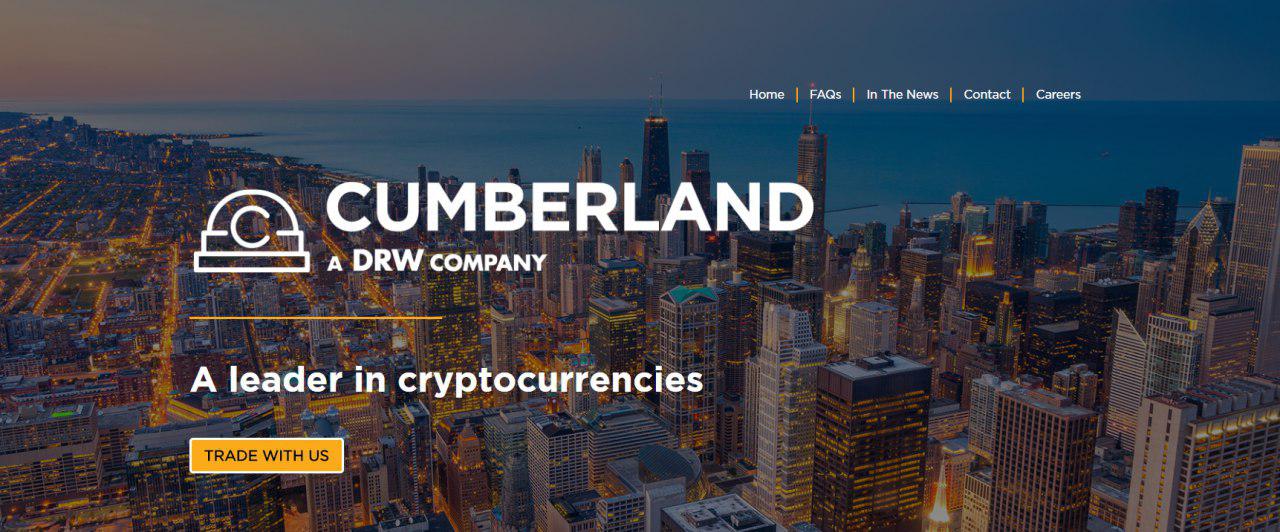 Home | FAQs | In The News | Contact | Careers
C
CUMBERLAND
A DRW COMPANY
A leader in cryptocurrencies
TRADE WITH US